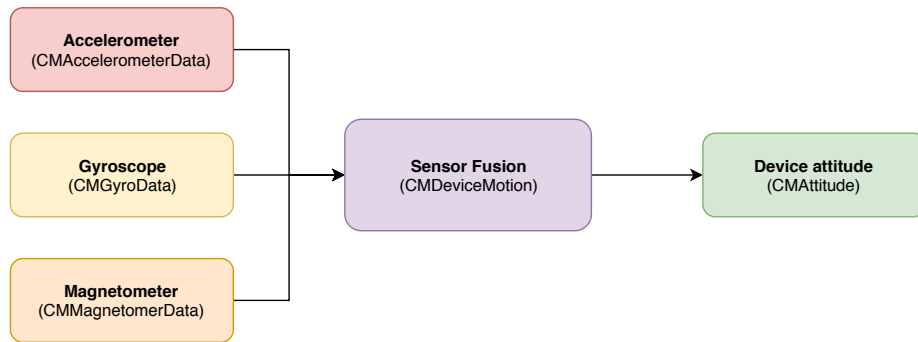 Accelerometer
(CMAccelerometerData)
Gyroscope
(CMGyroData)
Magnetometer
(CMMagnetomerData)
Sensor Fusion
(CMDeviceMotion)
Device attitude
(CMAttitude)